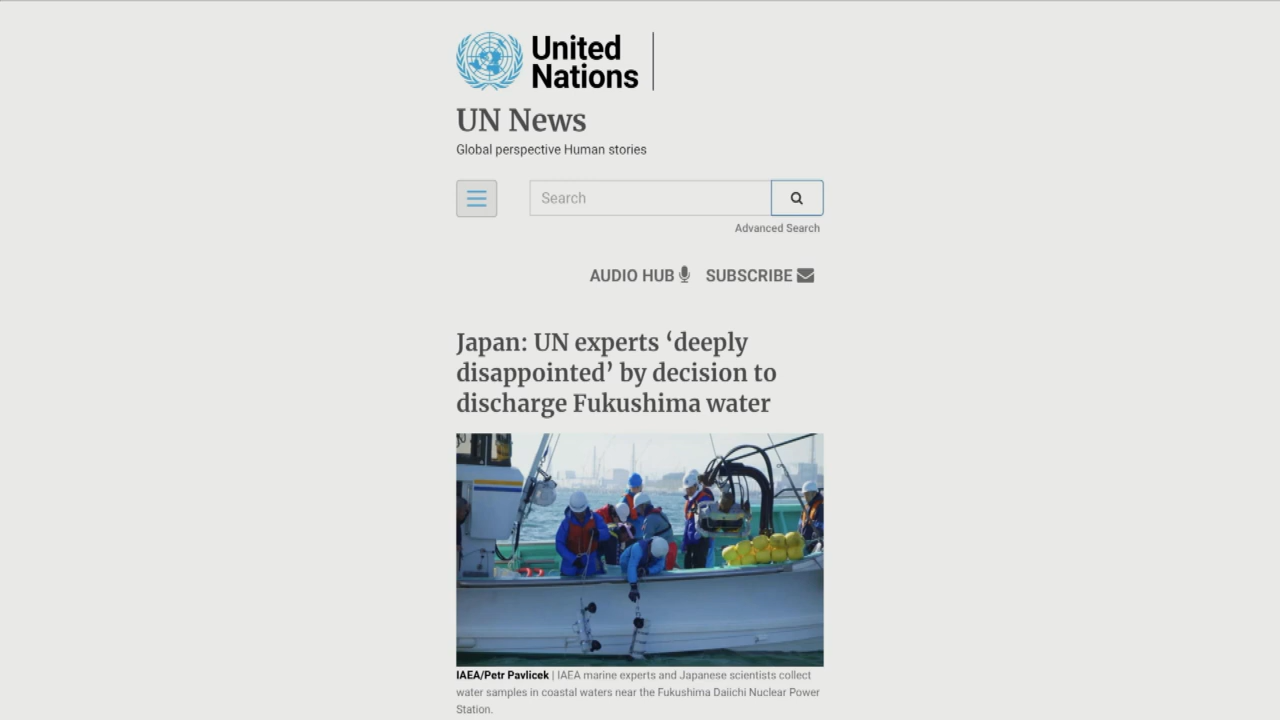 United
Nations
UN News
Global perspective Human stories
Search
Advanced Search
AUDIO HUB SUBSCRIBE
Japan: UN experts ‘deeply
disappointed’ by decision to
discharge Fukushima water
IAEA/Petr Pavlicek | IAEA marine experts and Japanese scientists collect
water samples in coastal waters near the Fukushima Daiichi Nuclear Power
Station.